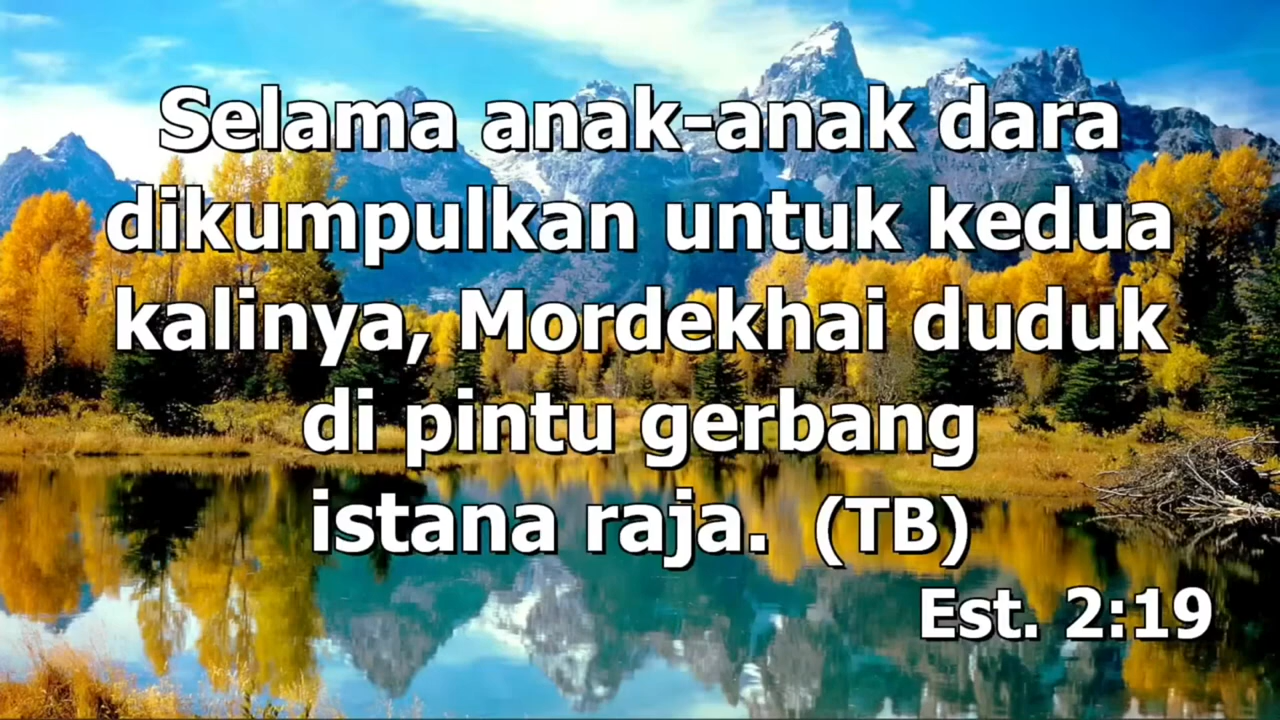 Selama anak-anak dara
dikumpulkan untuk kedua
kalinya, Mordekhai duduk
di pintu gerbang
istana raja. (TB)
Est. 2:19